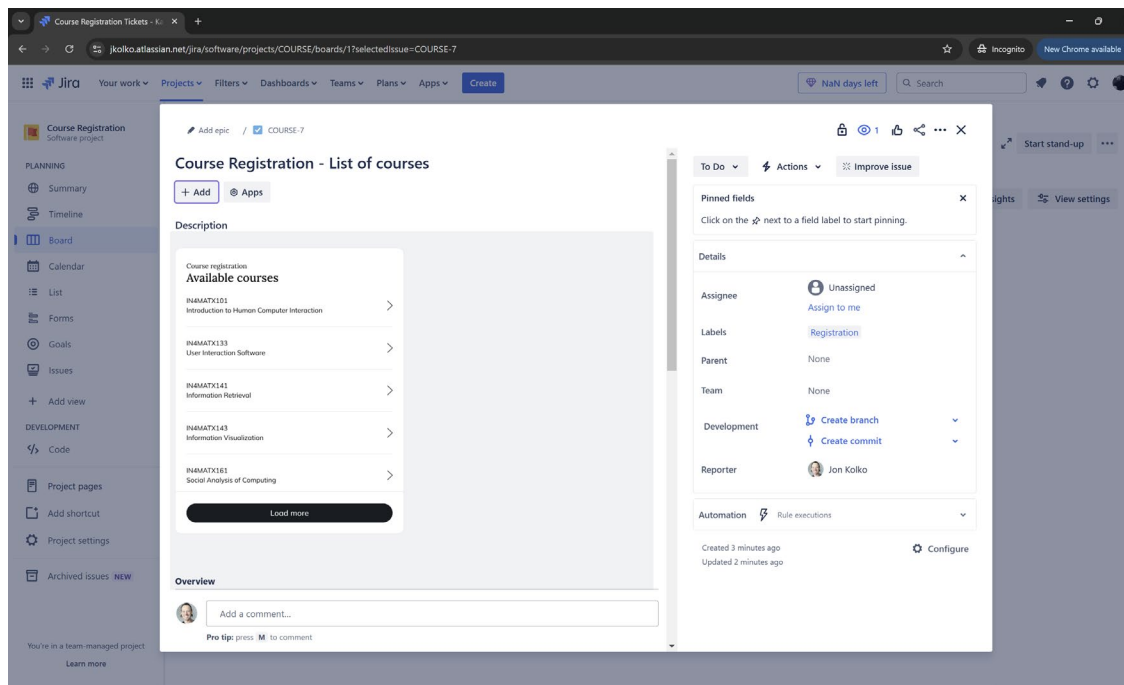 Course Registration Tickets - Ka
jkolko.atlassian.net/jira/software/projects/COURSE/boards/1?selectedIssue=COURSE-7
Incognito
New Chrome available
Jira
Your work
Projects
Filters
Dashboards
Teams
Plans
Apps
Create
NaN days left
Search
Course Registration
Software project
PLANNING
Summary
Timeline
Board
Calendar
List
Forms
Goals
Issues
Add view
DEVELOPMENT
Code
Project pages
Add shortcut
Project settings
Archived issues NEW
You're in a team-managed project
Learn more
Add epic / COURSE-7
1
Course Registration - List of courses
+ Add
Apps
Description
Course registration
Available courses
IN4MATX101
Introduction to Human Computer Interaction
IN4MATX133
User Interaction Software
IN4MATX141
Information Retrieval
IN4MATX143
Information Visualization
IN4MATX161
Social Analysis of Computing
Load more
Overview
Add a comment...
Pro tip: press M to comment
To Do
Actions
Improve issue
Pinned fields
Click on the next to a field label to start pinning.
Details
Assignee
Unassigned
Assign to me
Labels
Registration
Parent
None
Team
None
Development
Create branch
Create commit
Reporter
Jon Kolko
Automation
Rule executions
Created 3 minutes ago
Updated 2 minutes ago
Configure
Start stand-up
View settings